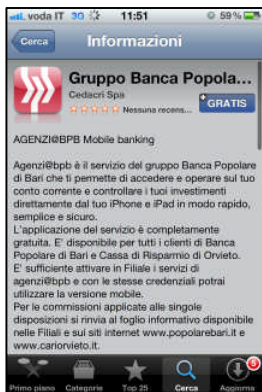 voda IT 3G 11:51 59%
Cerca Informazioni
Gruppo Banca Popola...
Cedacri Spa
Nessuna recens...
GRATIS
AGENZI@BPB Mobile banking
Agenzi@bpb è il servizio del gruppo Banca Popolare
di Bari che ti permette di accedere e operare sul tuo
conto corrente e controllare i tuoi investimenti
direttamente dal tuo iPhone e iPad in modo rapido,
semplice e sicuro.
L'applicazione del servizio è completamente
gratuita. E' disponibile per tutti i clienti di Banca
Popolare di Bari e Cassa di Risparmio di Orvieto.
E' sufficiente attivare in Filiale i servizi di
agenzi@bpb e con le stesse credenziali potrai
utilizzare la versione mobile.
Per le commissioni applicate alle singole
disposizioni si rinvia al foglio informativo disponibile
nelle Filiali e sui siti internet www.popolarebari.it e
www.cariorvieto.it.
5
Primo piano Categorie Top 25 Cerca Aggiorna